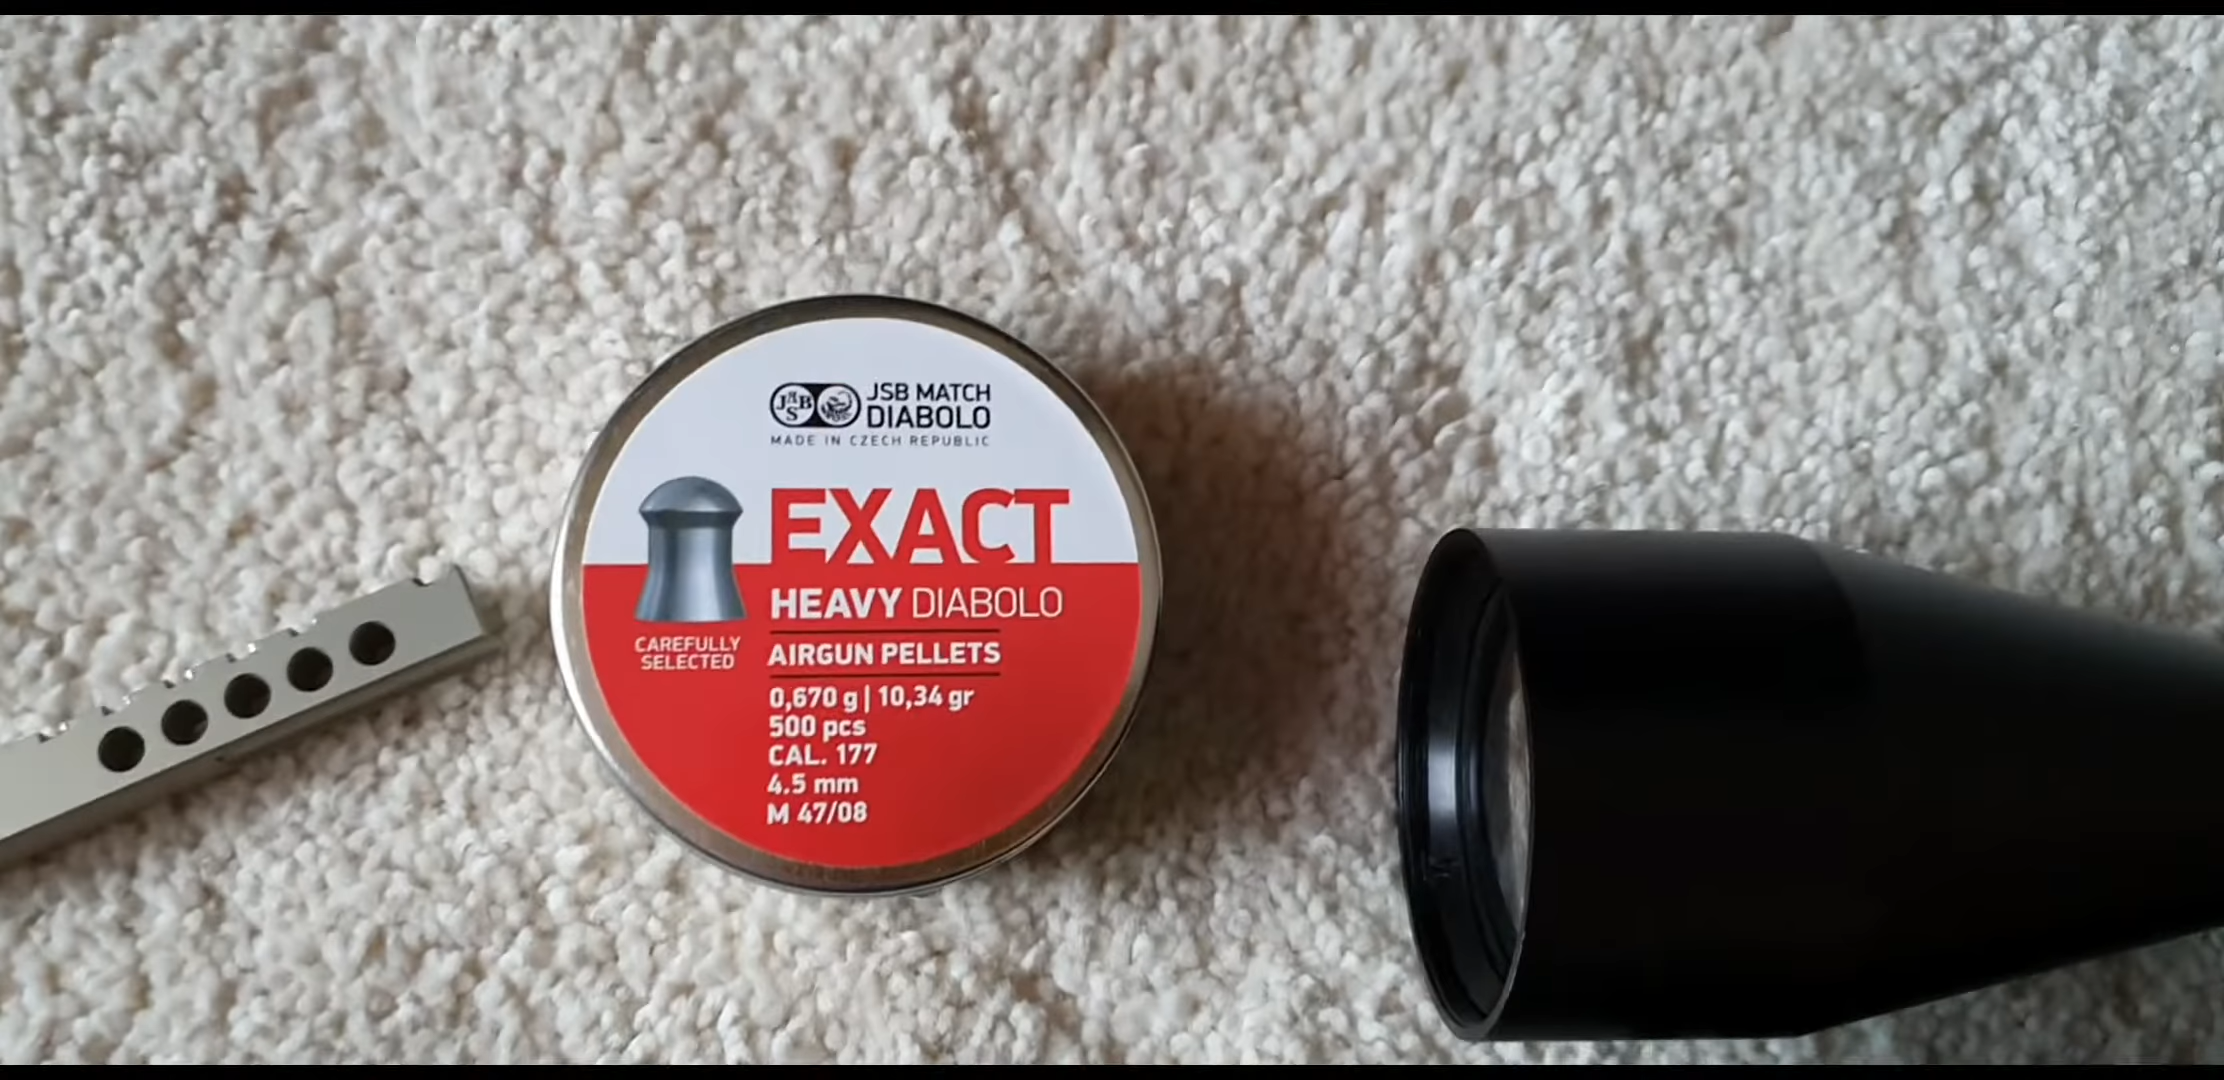 JASB
JSB MATCH
DIABOLO
MADE IN CZECH REPUBLIC
EXACT
HEAVY DIABOLO
CAREFULLY
SELECTED
AIRGUN PELLETS
0,670 g | 10,34 gr
500 pcs
CAL. 177
4.5 mm
M 47/08